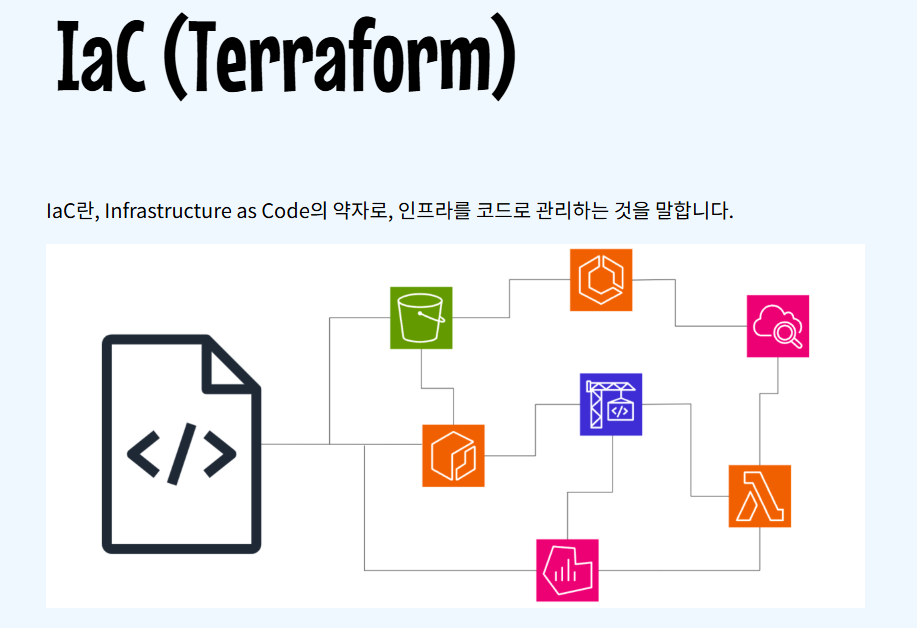 IaC (Terraform)
IaC란, Infrastructure as Code의 약자로, 인프라를 코드로 관리하는 것을 말합니다.
</>
</>